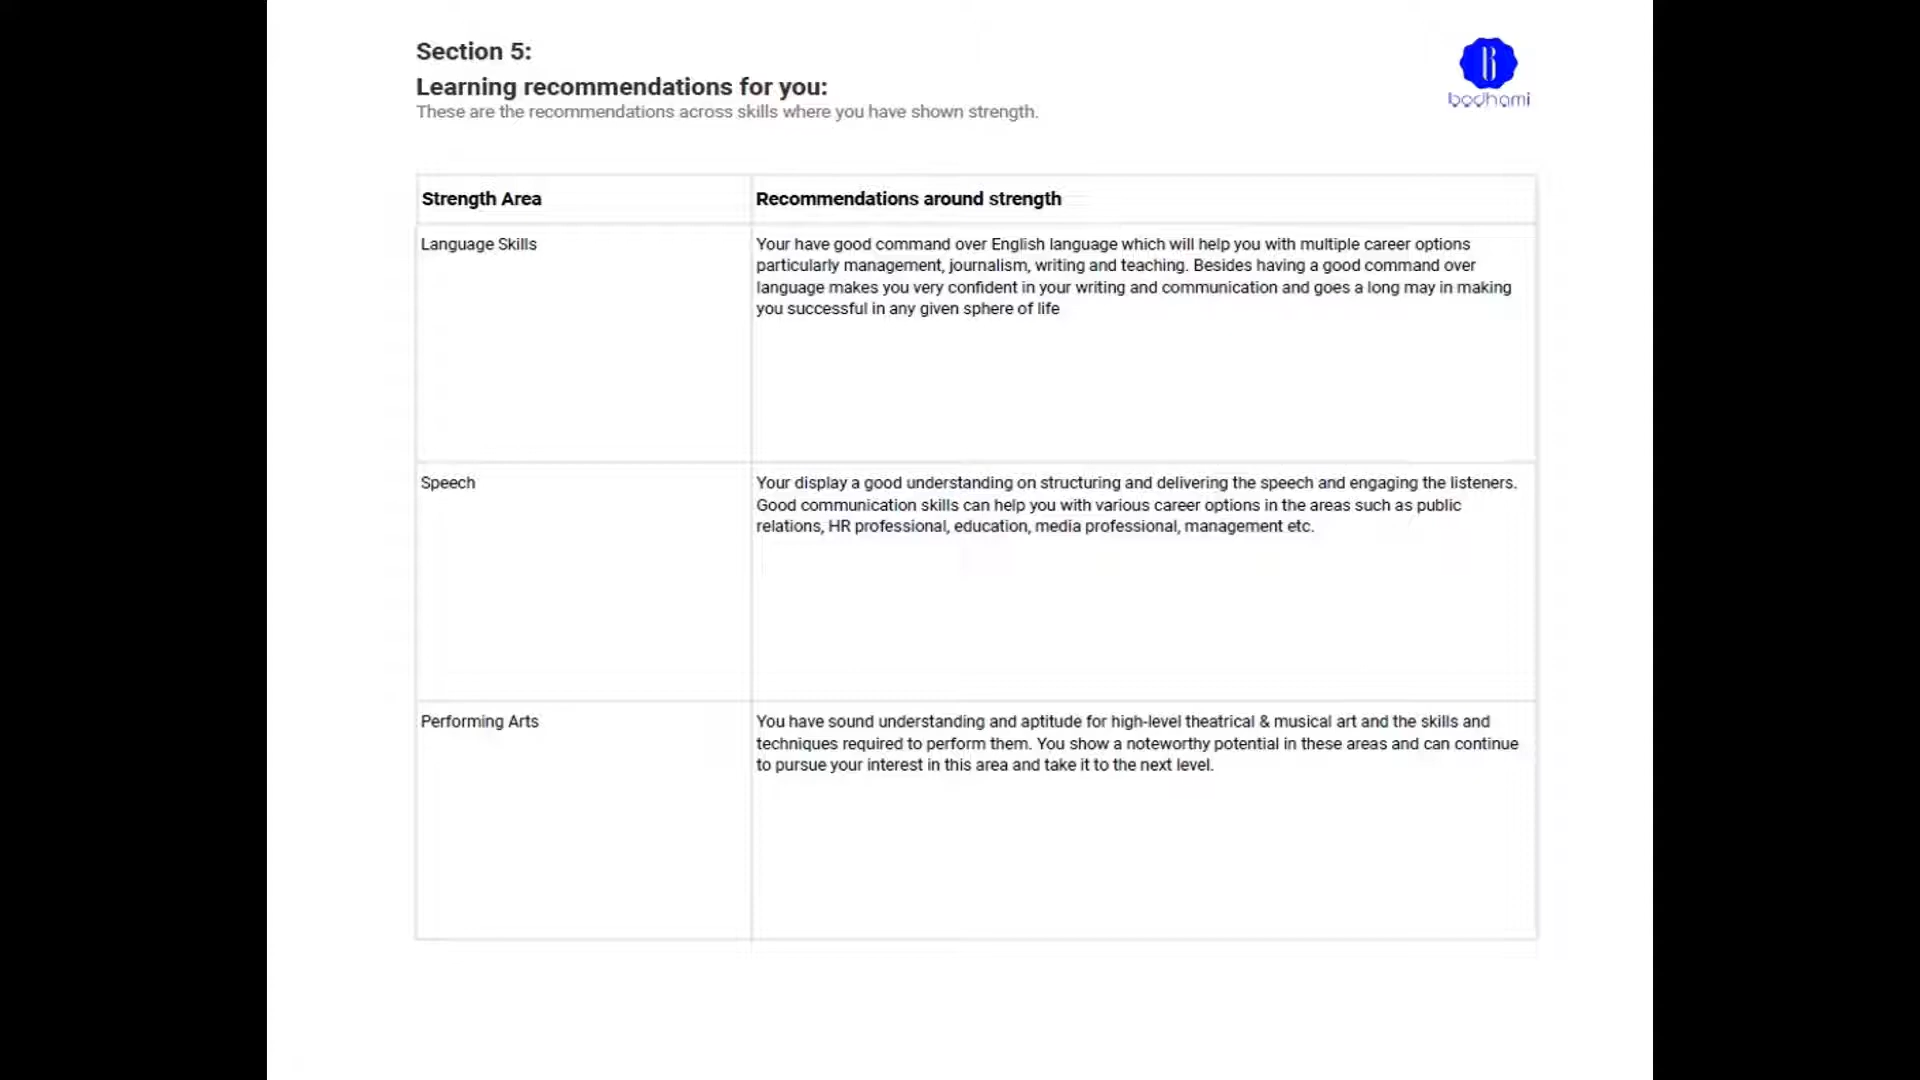 Section 5:
Learning recommendations for you:
These are the recommendations across skills where you have shown strength.
B
bodhami
Strength Area
Recommendations around strength
Language Skills
Your have good command over English language which will help you with multiple career options
particularly management, journalism, writing and teaching. Besides having a good command over
language makes you very confident in your writing and communication and goes a long may in making
you successful in any given sphere of life
Speech
Your display a good understanding on structuring and delivering the speech and engaging the listeners.
Good communication skills can help you with various career options in the areas such as public
relations, HR professional, education, media professional, management etc.
Performing Arts
You have sound understanding and aptitude for high-level theatrical & musical art and the skills and
techniques required to perform them. You show a noteworthy potential in these areas and can continue
to pursue your interest in this area and take it to the next level.